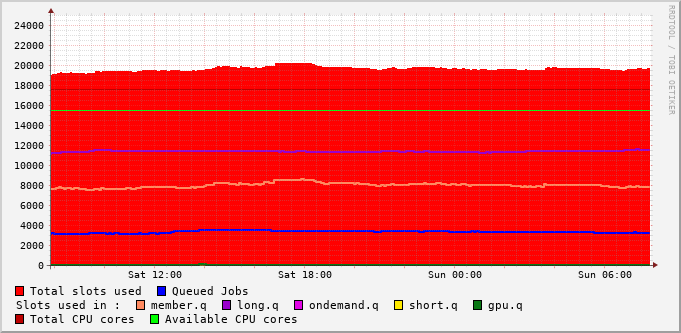 RRDTOOL / TOBI OETIKER
24000
22000
20000
18000
16000
14000
12000
10000
8000
6000
4000
2000
0
Sat 12:00 Sat 18:00 Sun 00:00 Sun 06:00
Total slots used Queued Jobs
Slots used in : member.q long.q ondemand.q short.q gpu.q
Total CPU cores Available CPU cores